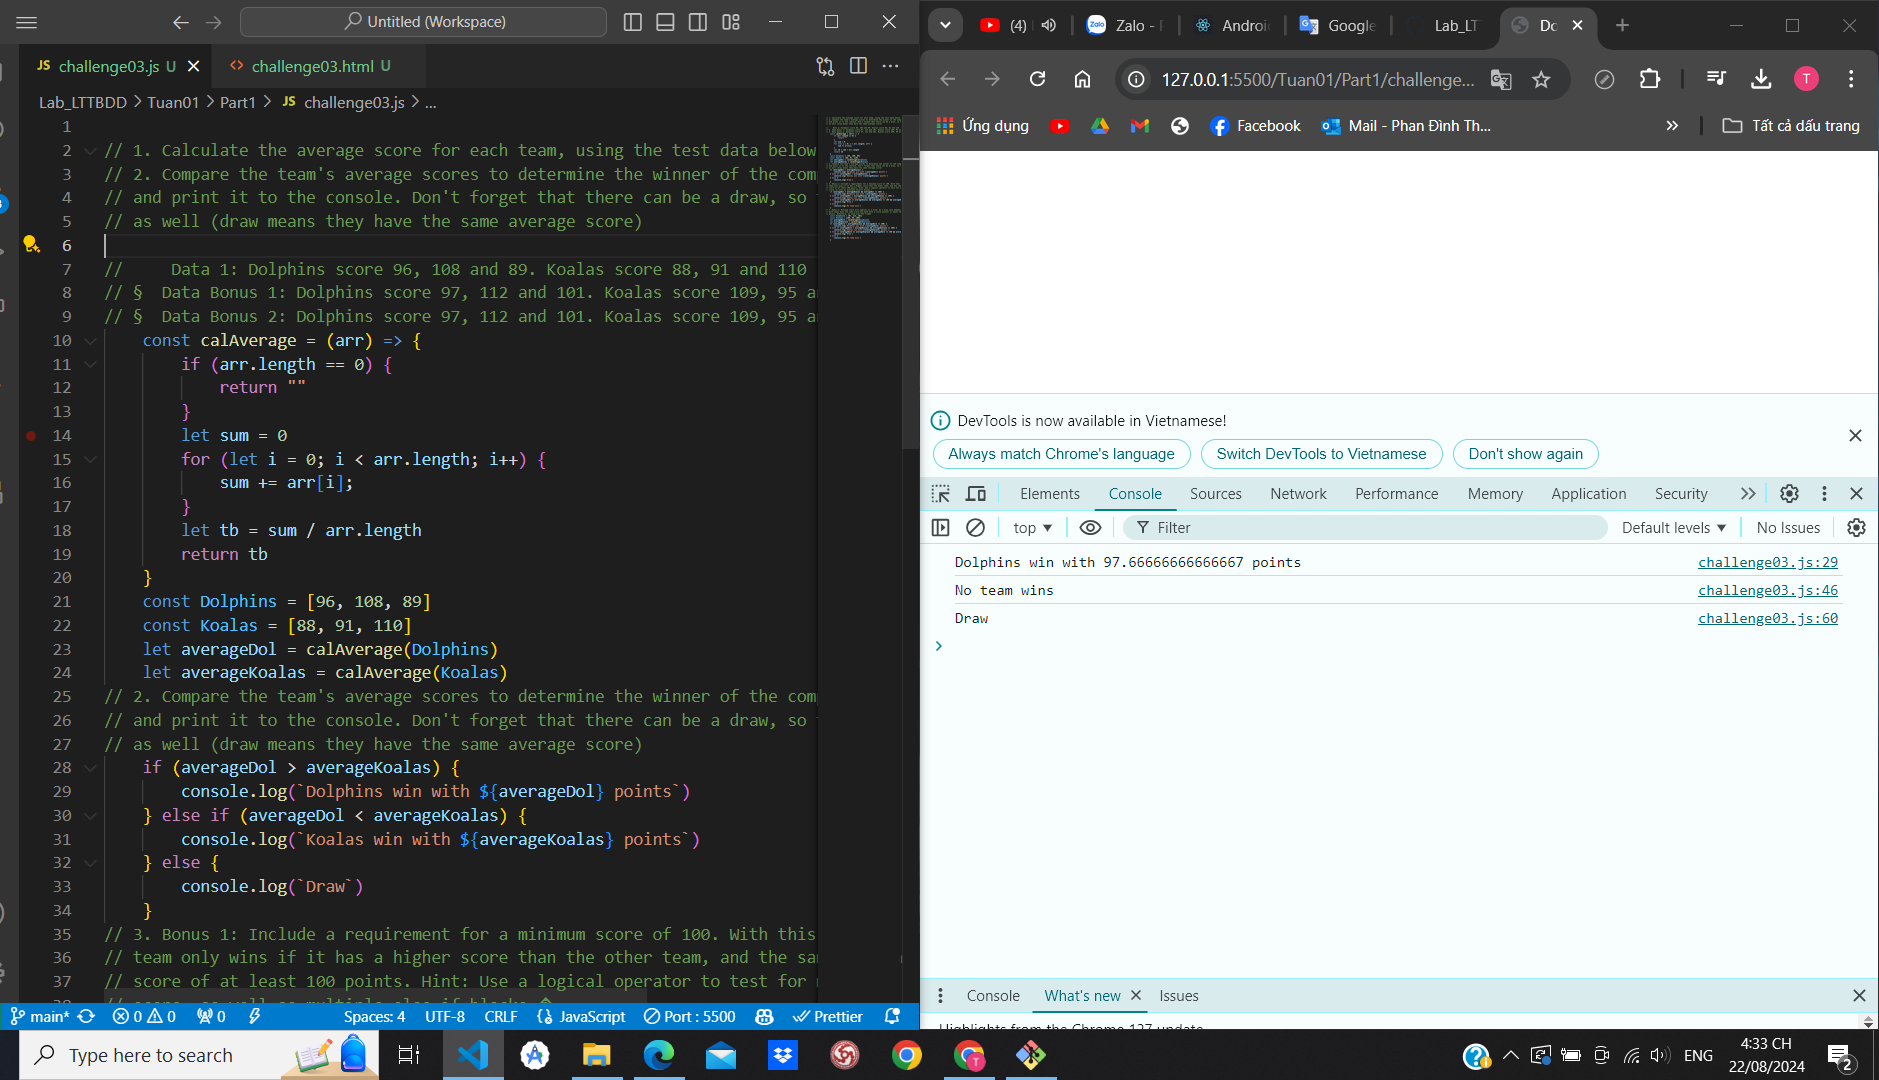 Untitled (Workspace)
JS challenge03.js U
<> challenge03.html U
Lab_LTTBDD > Tuan01 > Part1 > JS challenge03.js > ...
1
2 // 1. Calculate the average score for each team, using the test data below
3 // 2. Compare the team's average scores to determine the winner of the com
4 // and print it to the console. Don't forget that there can be a draw, so
5 // as well (draw means they have the same average score)
6
7 //     Data 1: Dolphins score 96, 108 and 89. Koalas score 88, 91 and 110
8 // §  Data Bonus 1: Dolphins score 97, 112 and 101. Koalas score 109, 95 a
9 // §  Data Bonus 2: Dolphins score 97, 112 and 101. Koalas score 109, 95 a
10 const calAverage = (arr) => {
11 if (arr.length == 0) {
12 return ""
13 }
14 let sum = 0
15 for (let i = 0; i < arr.length; i++) {
16 sum += arr[i];
17 }
18 let tb = sum / arr.length
19 return tb
20 }
21 const Dolphins = [96, 108, 89]
22 const Koalas = [88, 91, 110]
23 let averageDol = calAverage(Dolphins)
24 let averageKoalas = calAverage(Koalas)
25 // 2. Compare the team's average scores to determine the winner of the com
26 // and print it to the console. Don't forget that there can be a draw, so
27 // as well (draw means they have the same average score)
28 if (averageDol > averageKoalas) {
29 console.log(`Dolphins win with ${averageDol} points`)
30 } else if (averageDol < averageKoalas) {
31 console.log(`Koalas win with ${averageKoalas} points`)
32 } else {
33 console.log(`Draw`)
34 }
35 // 3. Bonus 1: Include a requirement for a minimum score of 100. With this
36 // team only wins if it has a higher score than the other team, and the sa
37 // score of at least 100 points. Hint: Use a logical operator to test for
main* 0 0 0 Spaces: 4 UTF-8 CRLF JavaScript Port : 5500 Prettier
(4) Zalo - Androi Google Lab_LT Do
127.0.0.1:5500/Tuan01/Part1/challenge... T
Ứng dụng Facebook Mail - Phan Đình Th... » Tất cả dấu trang
DevTools is now available in Vietnamese!
Always match Chrome's language Switch DevTools to Vietnamese Don't show again
Elements Console Sources Network Performance Memory Application Security
top Filter Default levels No Issues
Dolphins win with 97.66666666666667 points challenge03.js:29
No team wins challenge03.js:46
Draw challenge03.js:60
Console What's new Issues
Highlights from the Chrome 127 update
Type here to search
ENG
4:33 CH
22/08/2024
2